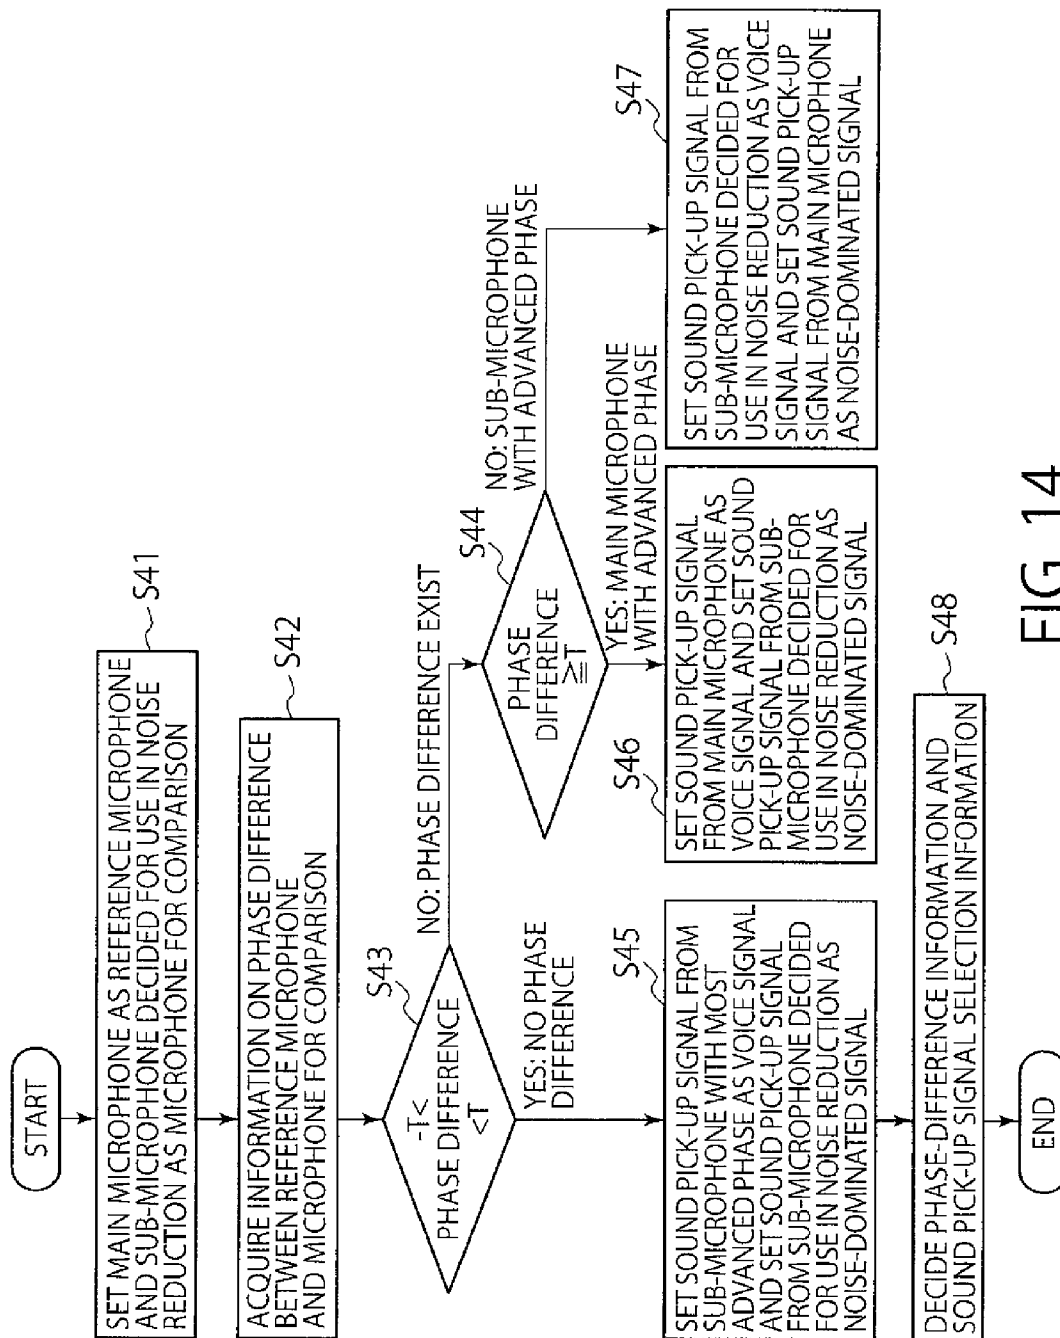 START
SET MAIN MICROPHONE AS REFERENCE MICROPHONE
AND SUB-MICROPHONE DECIDED FOR USE IN NOISE
REDUCTION AS MICROPHONE FOR COMPARISON
S41
ACQUIRE INFORMATION ON PHASE DIFFERENCE
BETWEEN REFERENCE MICROPHONE
AND MICROPHONE FOR COMPARISON
S42
-T<
PHASE DIFFERENCE
<T
S43
NO: PHASE DIFFERENCE EXIST
YES: NO PHASE
DIFFERENCE
PHASE
DIFFERENCE
≧T
S44
NO: SUB-MICROPHONE
WITH ADVANCED PHASE
YES: MAIN MICROPHONE
WITH ADVANCED PHASE
S45
SET SOUND PICK-UP SIGNAL FROM
SUB-MICROPHONE WITH MOST
ADVANCED PHASE AS VOICE SIGNAL
AND SET SOUND PICK-UP SIGNAL
FROM SUB-MICROPHONE DECIDED
FOR USE IN NOISE REDUCTION AS
NOISE-DOMINATED SIGNAL
S46
SET SOUND PICK-UP SIGNAL
FROM MAIN MICROPHONE AS
VOICE SIGNAL AND SET SOUND
PICK-UP SIGNAL FROM SUB-
MICROPHONE DECIDED FOR
USE IN NOISE REDUCTION AS
NOISE-DOMINATED SIGNAL
S47
SET SOUND PICK-UP SIGNAL FROM
SUB-MICROPHONE DECIDED FOR
USE IN NOISE REDUCTION AS VOICE
SIGNAL AND SET SOUND PICK-UP
SIGNAL FROM MAIN MICROPHONE
AS NOISE-DOMINATED SIGNAL
DECIDE PHASE-DIFFERENCE INFORMATION AND
SOUND PICK-UP SIGNAL SELECTION INFORMATION
S48
END
FIG. 14